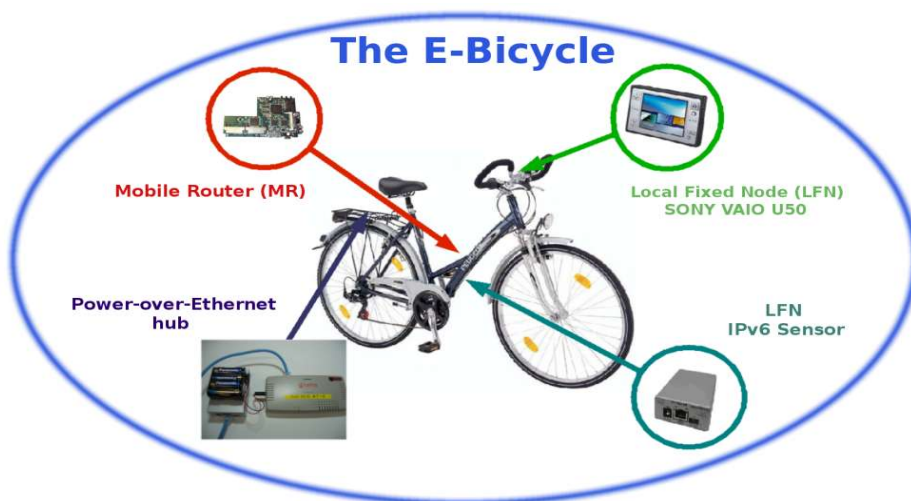 The E-Bicycle
Mobile Router (MR)
Local Fixed Node (LFN)
SONY VAIO U50
Power-over-Ethernet
hub
LFN
IPv6 Sensor